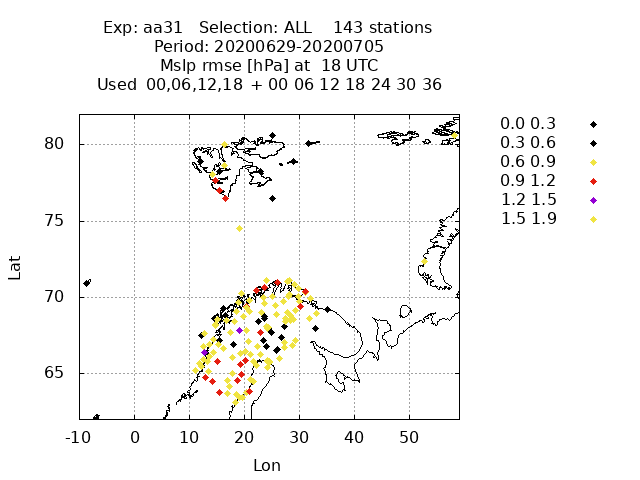 Exp: aa31 Selection: ALL 143 stations
Period: 20200629-20200705
Mslp rmse [hPa] at 18 UTC
Used 00,06,12,18 + 00 06 12 18 24 30 36
0.0 0.3
0.3 0.6
0.6 0.9
0.9 1.2
1.2 1.5
1.5 1.9
80
75
70
65
Lat
-10 0 10 20 30 40 50
Lon